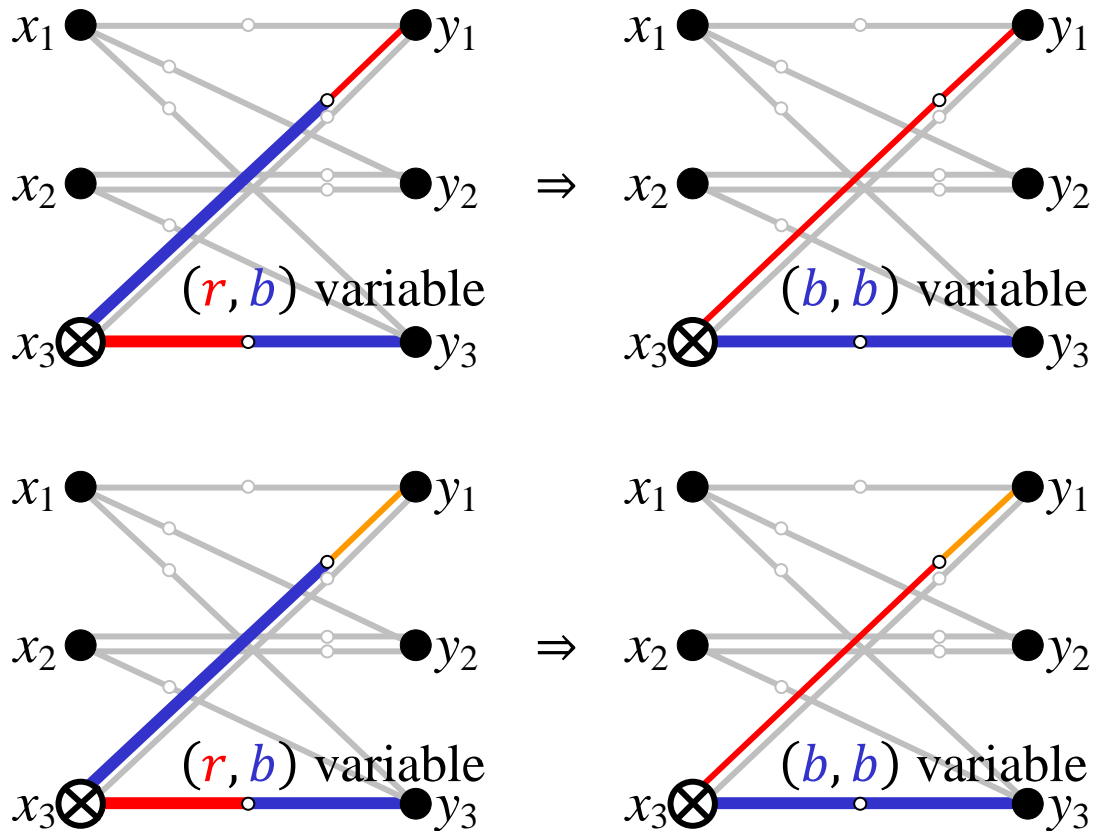 x₁ y₁ x₁ y₁
x₂ y₂ ⇒ x₂ y₂
(r, b) variable (b, b) variable
x₃ y₃ x₃ y₃
x₁ y₁ x₁ y₁
x₂ y₂ ⇒ x₂ y₂
(r, b) variable (b, b) variable
x₃ y₃ x₃ y₃